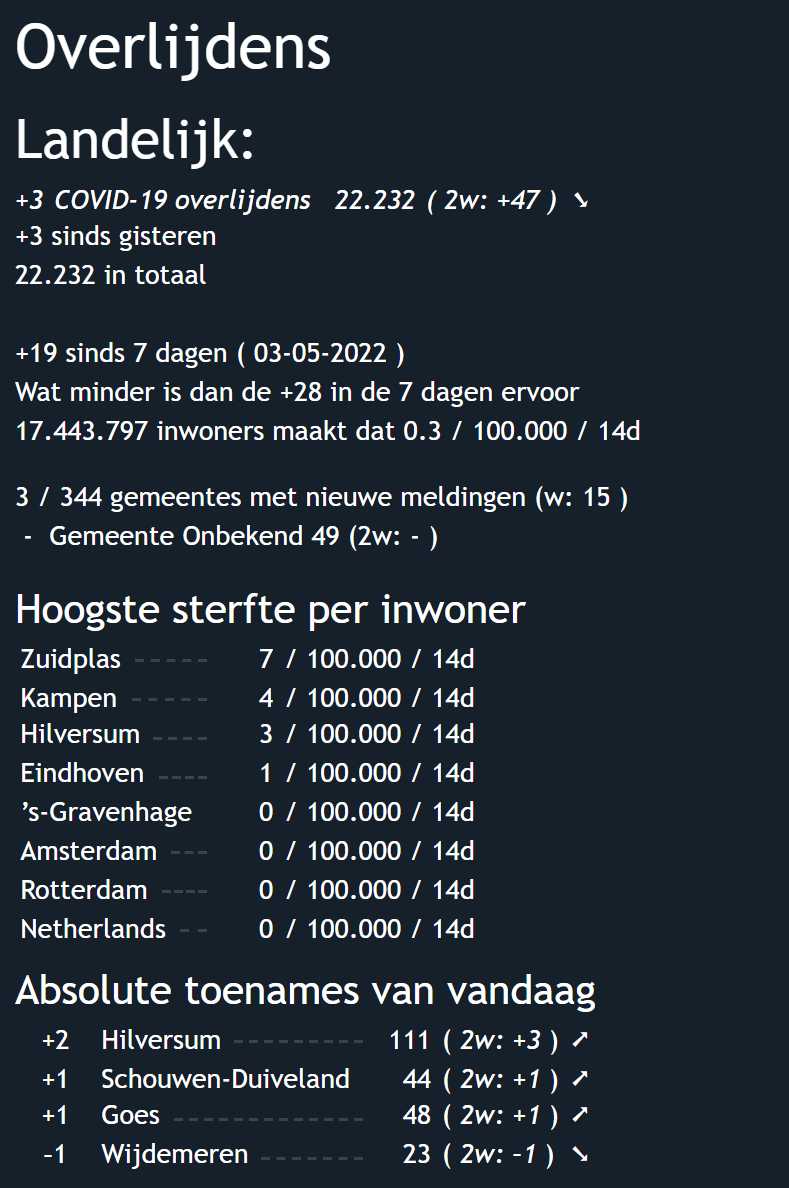 Overlijdens
Landelijk:
+3 COVID-19 overlijdens 22.232 ( 2w: +47 ) ➘
+3 sinds gisteren
22.232 in totaal
+19 sinds 7 dagen ( 03-05-2022 )
Wat minder is dan de +28 in de 7 dagen ervoor
17.443.797 inwoners maakt dat 0.3 / 100.000 / 14d
3 / 344 gemeentes met nieuwe meldingen (w: 15 )
- Gemeente Onbekend 49 (2w: - )
Hoogste sterfte per inwoner
Zuidplas ----- 7 / 100.000 / 14d
Kampen ----- 4 / 100.000 / 14d
Hilversum ---- 3 / 100.000 / 14d
Eindhoven ---- 1 / 100.000 / 14d
’s-Gravenhage 0 / 100.000 / 14d
Amsterdam --- 0 / 100.000 / 14d
Rotterdam ---- 0 / 100.000 / 14d
Netherlands -- 0 / 100.000 / 14d
Absolute toenames van vandaag
+2 Hilversum --------- 111 ( 2w: +3 ) ➚
+1 Schouwen-Duiveland 44 ( 2w: +1 ) ➚
+1 Goes ------------- 48 ( 2w: +1 ) ➚
–1 Wijdemeren ------- 23 ( 2w: –1 ) ➘